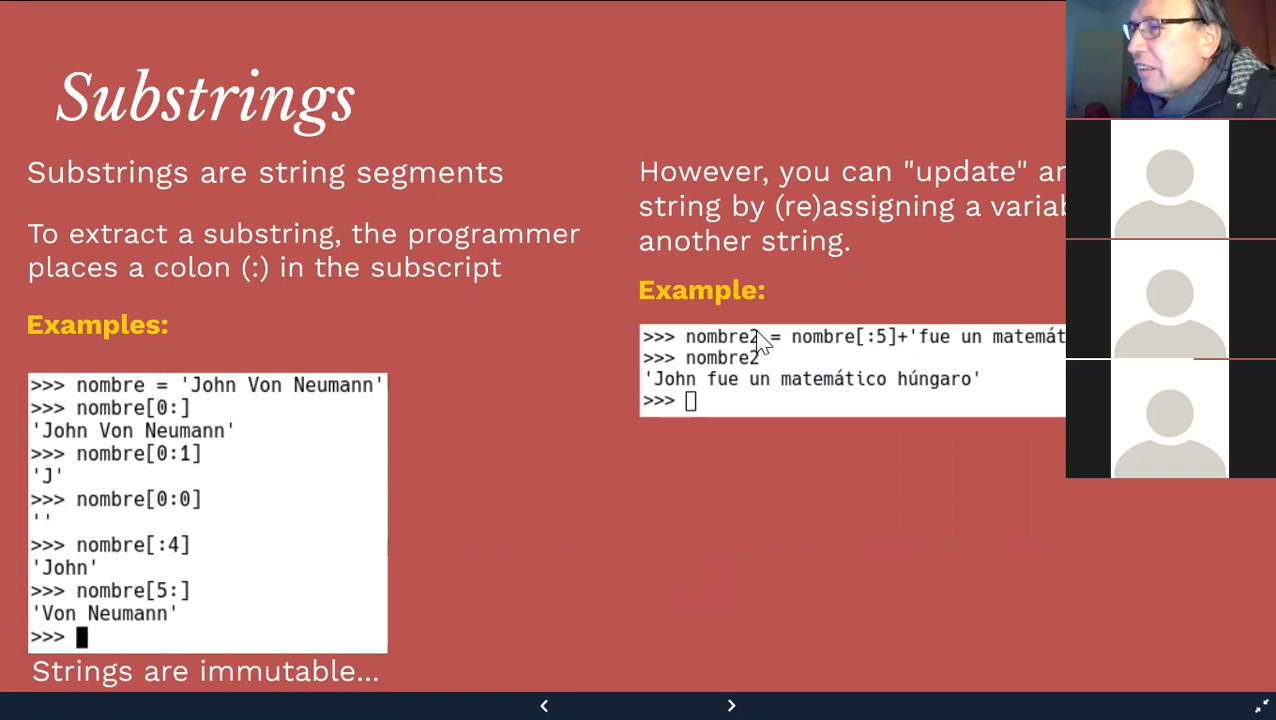 Substrings
Substrings are string segments
To extract a substring, the programmer
places a colon (:) in the subscript
Examples:
>>> nombre = 'John Von Neumann'
>>> nombre[0:]
'John Von Neumann'
>>> nombre[0:1]
'J'
>>> nombre[0:0]
''
>>> nombre[:4]
'John'
>>> nombre[5:]
'Von Neumann'
>>>
Strings are immutable...
However, you can "update" an
string by (re)assigning a
another string.
Example:
>>> nombre2 = nombre[:5]+'fue un
>>> nombre2
'John fue un matemático húngaro'
>>>